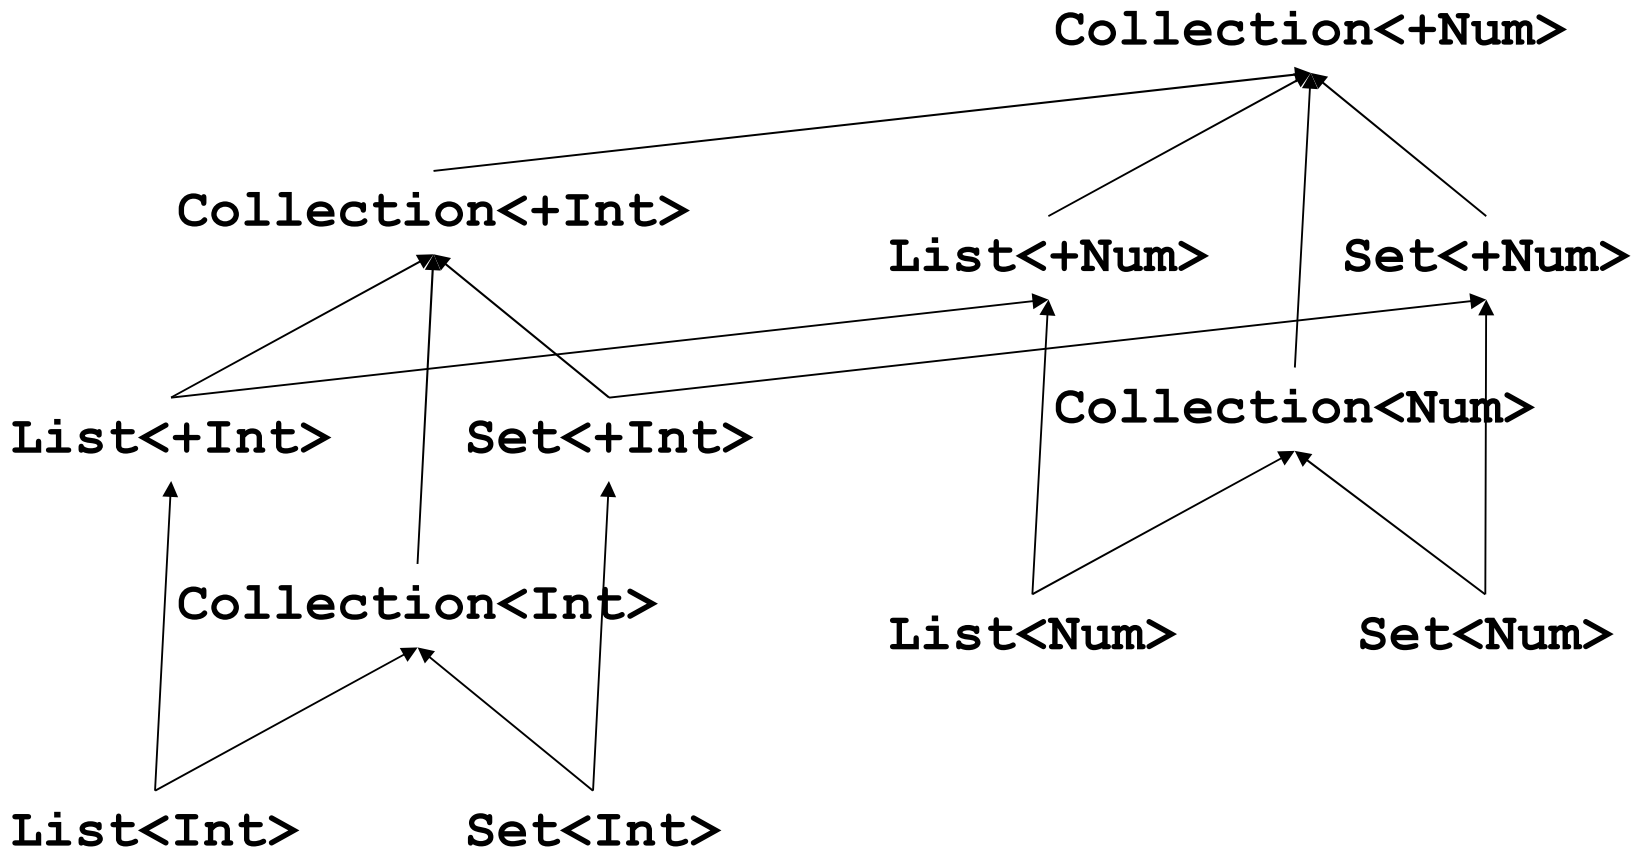 Collection<+Num>
Collection<+Int>
List<+Num>
Set<+Num>
List<+Int>
Set<+Int>
Collection<Num>
Collection<Int>
List<Num>
Set<Num>
List<Int>
Set<Int>